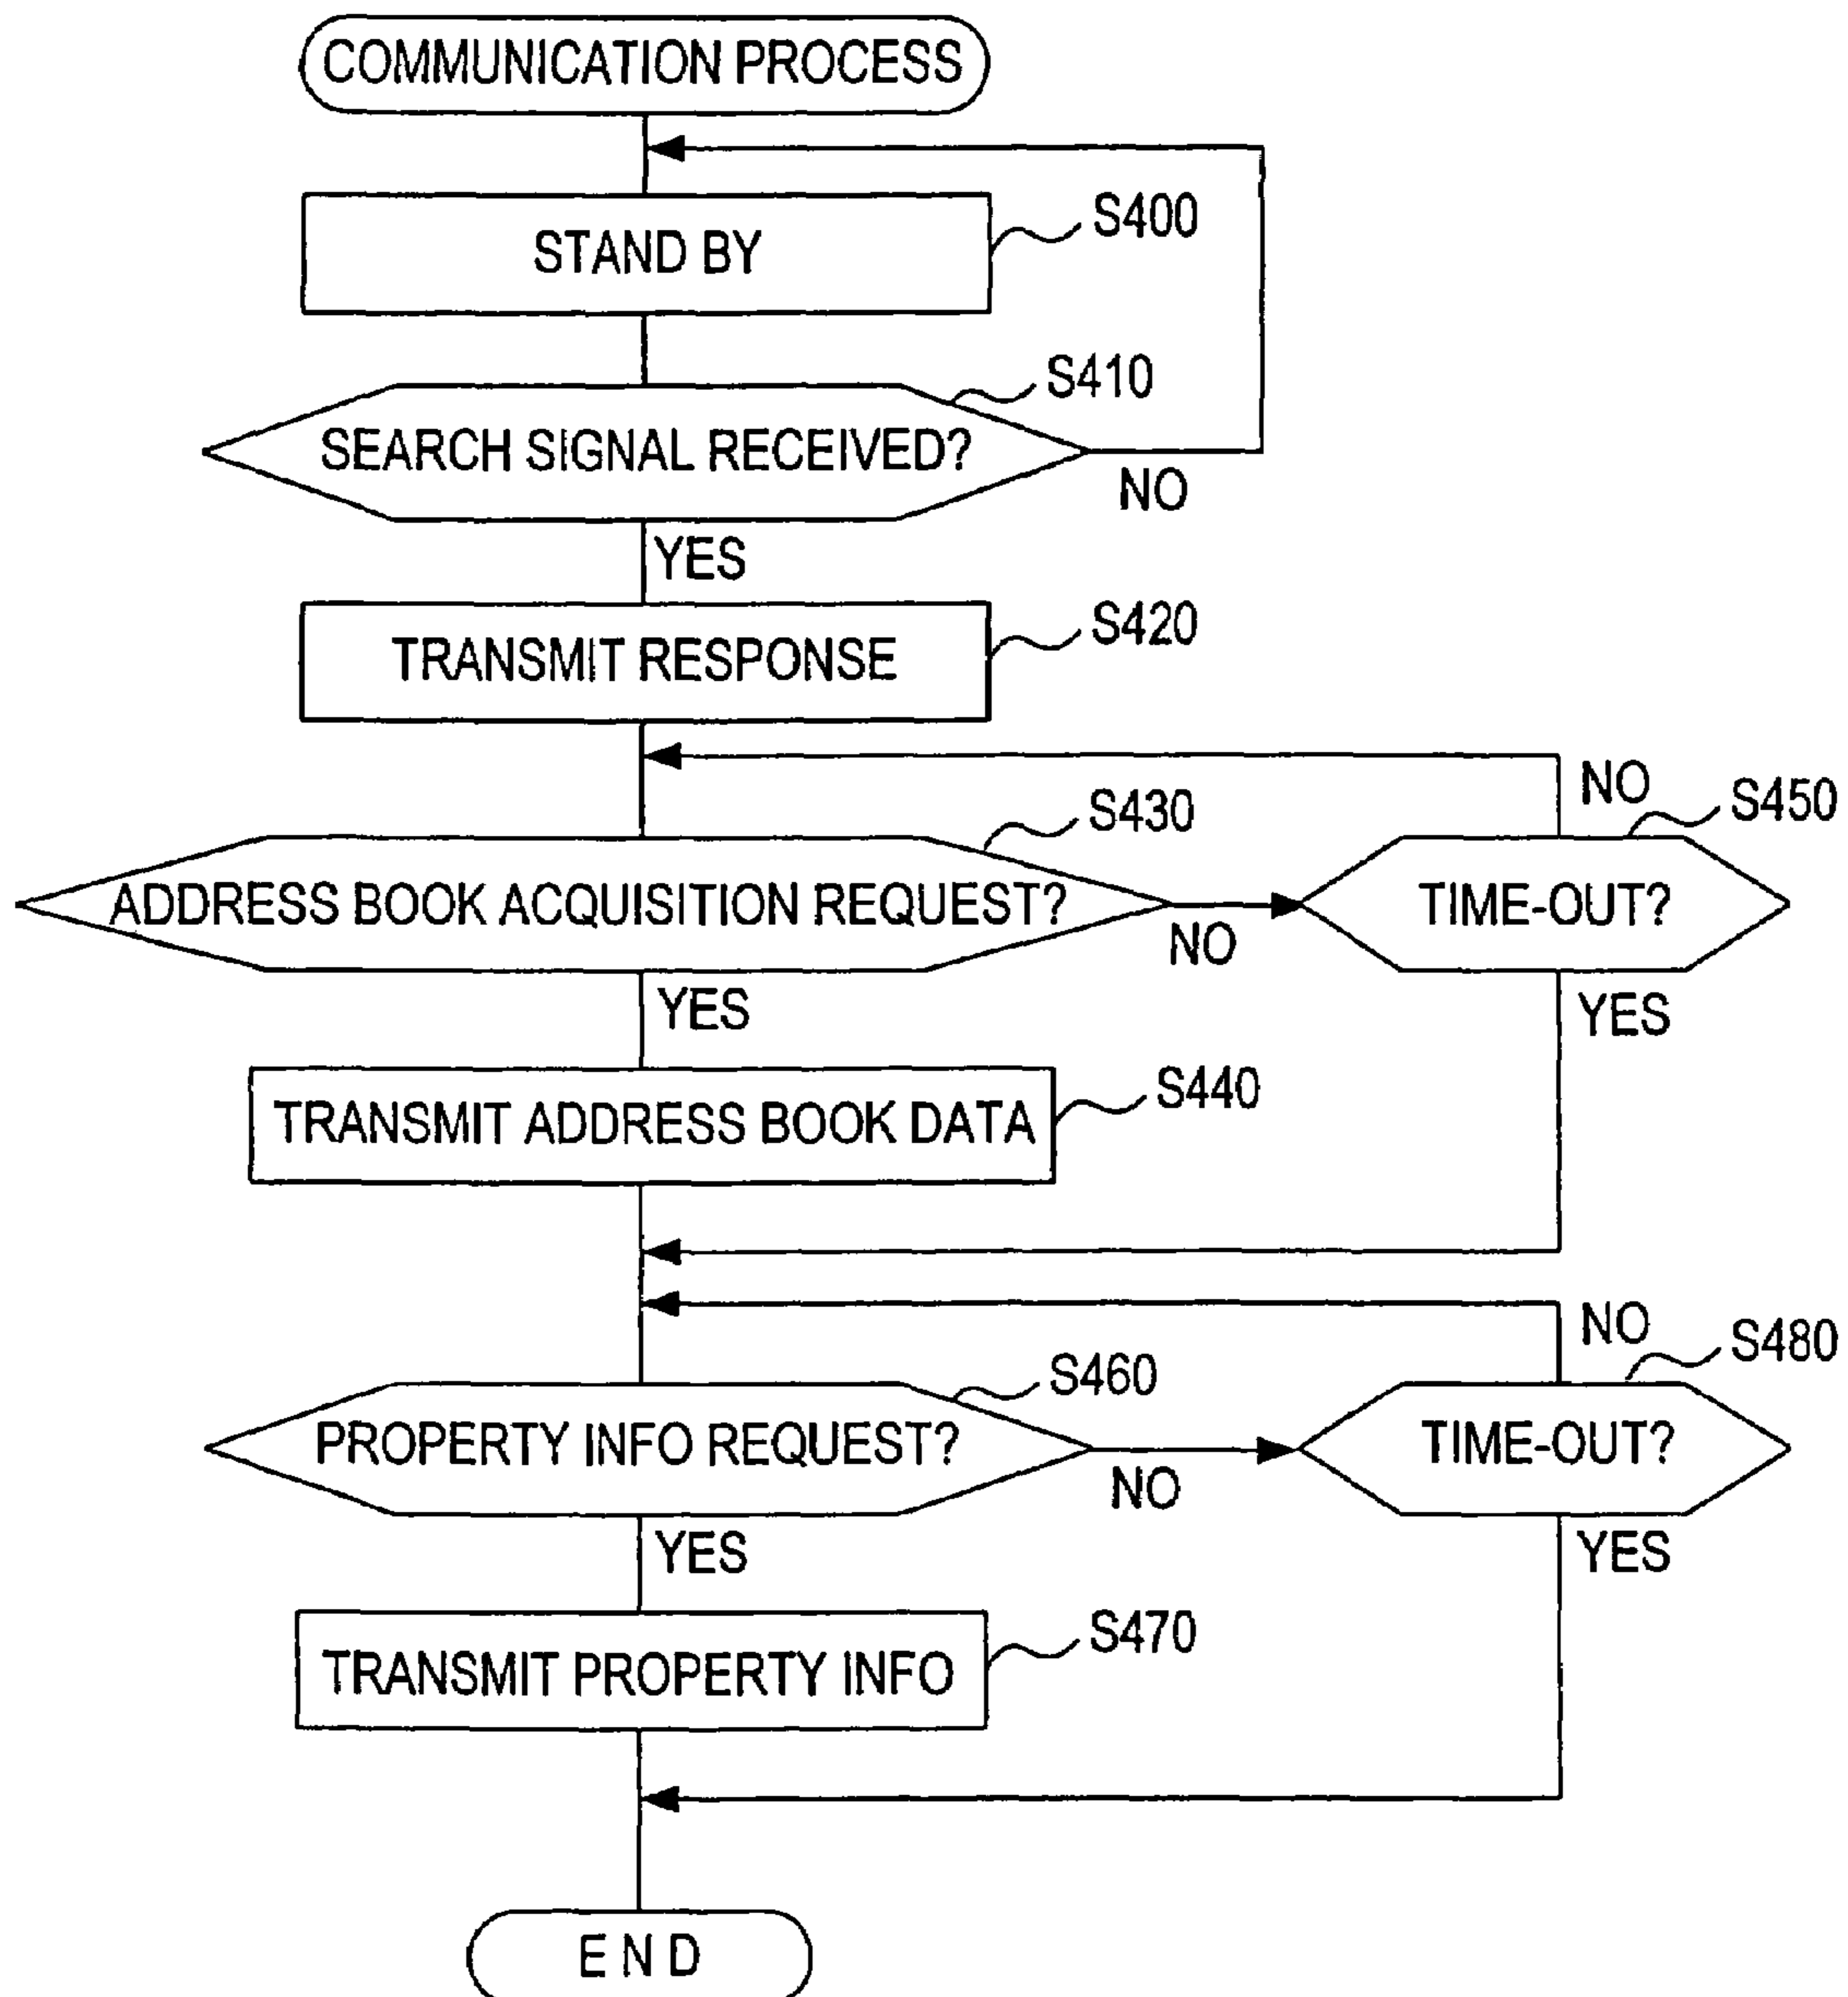 COMMUNICATION PROCESS
STAND BY
S400
SEARCH SIGNAL RECEIVED?
S410
NO
YES
TRANSMIT RESPONSE
S420
ADDRESS BOOK ACQUISITION REQUEST?
S430
NO
TIME-OUT?
S450
NO
YES
YES
TRANSMIT ADDRESS BOOK DATA
S440
PROPERTY INFO REQUEST?
S460
NO
TIME-OUT?
S480
NO
YES
YES
TRANSMIT PROPERTY INFO
S470
END